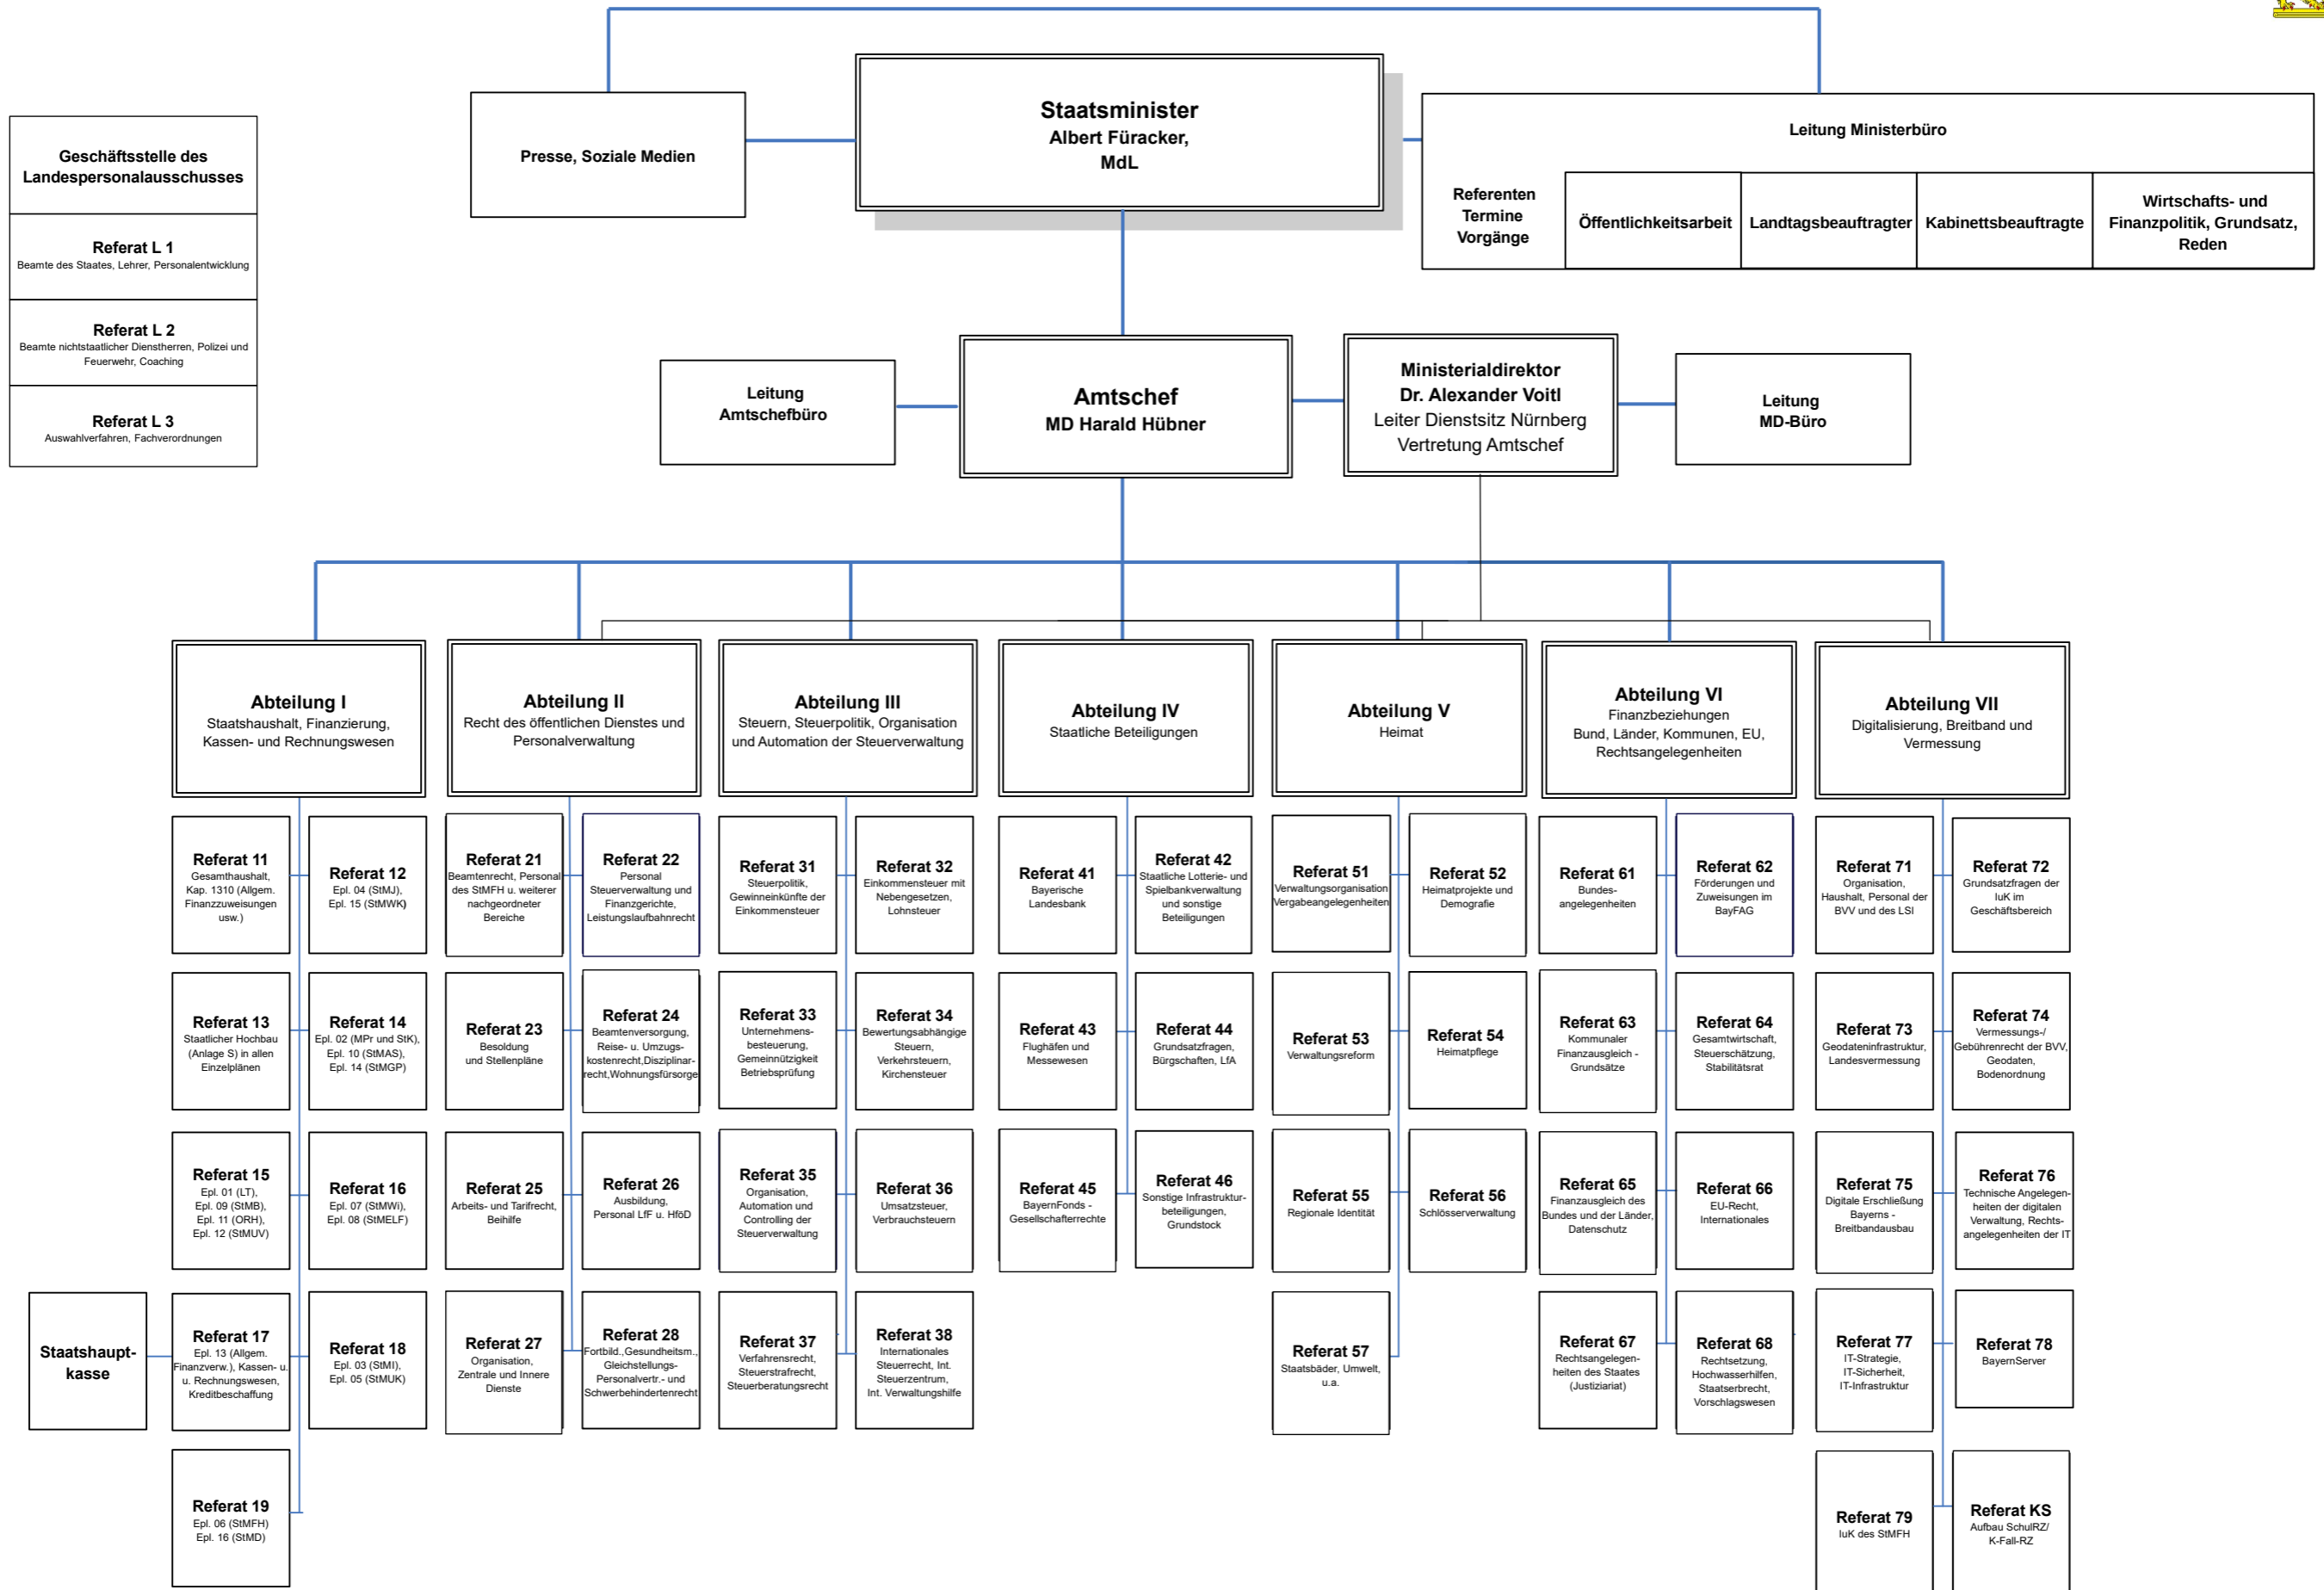 Staatsminister
Albert Füracker,
MdL
Presse, Soziale Medien
Leitung Ministerbüro
Referenten
Termine
Vorgänge
Öffentlichkeitsarbeit
Landtagsbeauftragter
Kabinettsbeauftragte
Wirtschafts- und
Finanzpolitik, Grundsatz,
Reden
Geschäftsstelle des
Landespersonalausschusses
Referat L 1
Beamte des Staates, Lehrer, Personalentwicklung
Referat L 2
Beamte nichtstaatlicher Dienstherren, Polizei und
Feuerwehr, Coaching
Referat L 3
Auswahlverfahren, Fachverordnungen
Leitung
Amtschefbüro
Amtschef
MD Harald Hübner
Ministerialdirektor
Dr. Alexander Voitl
Leiter Dienstsitz Nürnberg
Vertretung Amtschef
Leitung
MD-Büro
Abteilung I
Staatshaushalt, Finanzierung,
Kassen- und Rechnungswesen
Abteilung II
Recht des öffentlichen Dienstes und
Personalverwaltung
Abteilung III
Steuern, Steuerpolitik, Organisation
und Automation der Steuerverwaltung
Abteilung IV
Staatliche Beteiligungen
Abteilung V
Heimat
Abteilung VI
Finanzbeziehungen
Bund, Länder, Kommunen, EU,
Rechtsangelegenheiten
Abteilung VII
Digitalisierung, Breitband und
Vermessung
Referat 11
Gesamthaushalt,
Kap. 1310 (Allgem.
Finanzzuweisungen
usw.)
Referat 12
Epl. 04 (StMJ),
Epl. 15 (StMWK)
Referat 21
Beamtenrecht, Personal
des StMFH u. weiterer
nachgeordneter
Bereiche
Referat 22
Personal
Steuerverwaltung und
Finanzgerichte,
Leistungslaufbahnrecht
Referat 31
Steuerpolitik,
Gewinneinkünfte der
Einkommensteuer
Referat 32
Einkommensteuer mit
Nebengesetzen,
Lohnsteuer
Referat 41
Bayerische
Landesbank
Referat 42
Staatliche Lotterie- und
Spielbankverwaltung
und sonstige
Beteiligungen
Referat 51
Verwaltungsorganisation
Vergabeangelegenheiten
Referat 52
Heimatprojekte und
Demografie
Referat 61
Bundes-
angelegenheiten
Referat 62
Förderungen und
Zuweisungen im
BayFAG
Referat 71
Organisation,
Haushalt, Personal der
BVV und des LSI
Referat 72
Grundsatzfragen der
IuK im
Geschäftsbereich
Referat 13
Staatlicher Hochbau
(Anlage S) in allen
Einzelplänen
Referat 14
Epl. 02 (MPr und StK),
Epl. 10 (StMAS),
Epl. 14 (StMGP)
Referat 23
Besoldung
und Stellenpläne
Referat 24
Beamtenversorgung,
Reise- u. Umzugs-
kostenrecht,Disziplinar-
recht,Wohnungsfürsorge
Referat 33
Unternehmens-
besteuerung,
Gemeinnützigkeit
Betriebsprüfung
Referat 34
Bewertungsabhängige
Steuern,
Verkehrsteuern,
Kirchensteuer
Referat 43
Flughäfen und
Messewesen
Referat 44
Grundsatzfragen,
Bürgschaften, LfA
Referat 53
Verwaltungsreform
Referat 54
Heimatpflege
Referat 63
Kommunaler
Finanzausgleich -
Grundsätze
Referat 64
Gesamtwirtschaft,
Steuerschätzung,
Stabilitätsrat
Referat 73
Geodateninfrastruktur,
Landesvermessung
Referat 74
Vermessungs-/
Gebührenrecht der BVV,
Geodaten,
Bodenordnung
Referat 15
Epl. 01 (LT),
Epl. 09 (StMB),
Epl. 11 (ORH),
Epl. 12 (StMUV)
Referat 16
Epl. 07 (StMWi),
Epl. 08 (StMELF)
Referat 25
Arbeits- und Tarifrecht,
Beihilfe
Referat 26
Ausbildung,
Personal LfF u. HföD
Referat 35
Organisation,
Automation und
Controlling der
Steuerverwaltung
Referat 36
Umsatzsteuer,
Verbrauchsteuern
Referat 45
BayernFonds -
Gesellschafterrechte
Referat 46
Sonstige Infrastruktur-
beteiligungen,
Grundstock
Referat 55
Regionale Identität
Referat 56
Schlösserverwaltung
Referat 65
Finanzausgleich des
Bundes und der Länder,
Datenschutz
Referat 66
EU-Recht,
Internationales
Referat 75
Digitale Erschließung
Bayerns -
Breitbandausbau
Referat 76
Technische Angelegen-
heiten der digitalen
Verwaltung, Rechts-
angelegenheiten der IT
Staatshaupt-
kasse
Referat 17
Epl. 13 (Allgem.
Finanzverw.), Kassen- u.
u. Rechnungswesen,
Kreditbeschaffung
Referat 18
Epl. 03 (StMI),
Epl. 05 (StMUK)
Referat 27
Organisation,
Zentrale und Innere
Dienste
Referat 28
Fortbild.,Gesundheitsm.,
Gleichstellungs-
Personalvertr.- und
Schwerbehindertenrecht
Referat 37
Verfahrensrecht,
Steuerstrafrecht,
Steuerberatungsrecht
Referat 38
Internationales
Steuerrecht, Int.
Steuerzentrum,
Int. Verwaltungshilfe
Referat 57
Staatsbäder, Umwelt,
u.a.
Referat 67
Rechtsangelegen-
heiten des Staates
(Justiziariat)
Referat 68
Rechtsetzung,
Hochwasserhilfen,
Staatserbrecht,
Vorschlagswesen
Referat 77
IT-Strategie,
IT-Sicherheit,
IT-Infrastruktur
Referat 78
BayernServer
Referat 19
Epl. 06 (StMFH)
Epl. 16 (StMD)
Referat 79
IuK des StMFH
Referat KS
Aufbau SchulRZ/
K-Fall-RZ